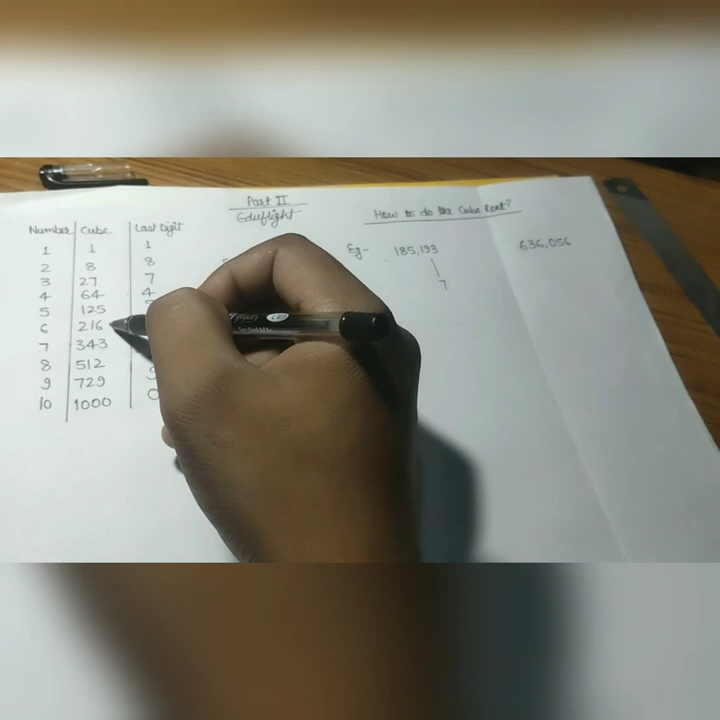 Part II
Eduflight
How to do the Cube Root?
Number Cube Last Digit
1 1 1
2 8 8
3 27 7
4 64 4
5 125
6 216
7 343
8 512
9 729 9
10 1000 0
Eg- 185,193 636,056
7